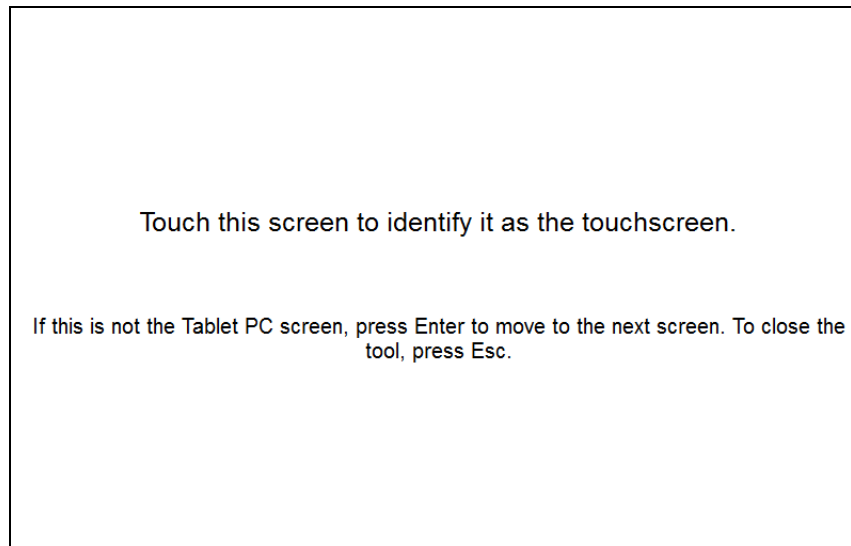 Touch this screen to identify it as the touchscreen.
If this is not the Tablet PC screen, press Enter to move to the next screen. To close the
tool, press Esc.